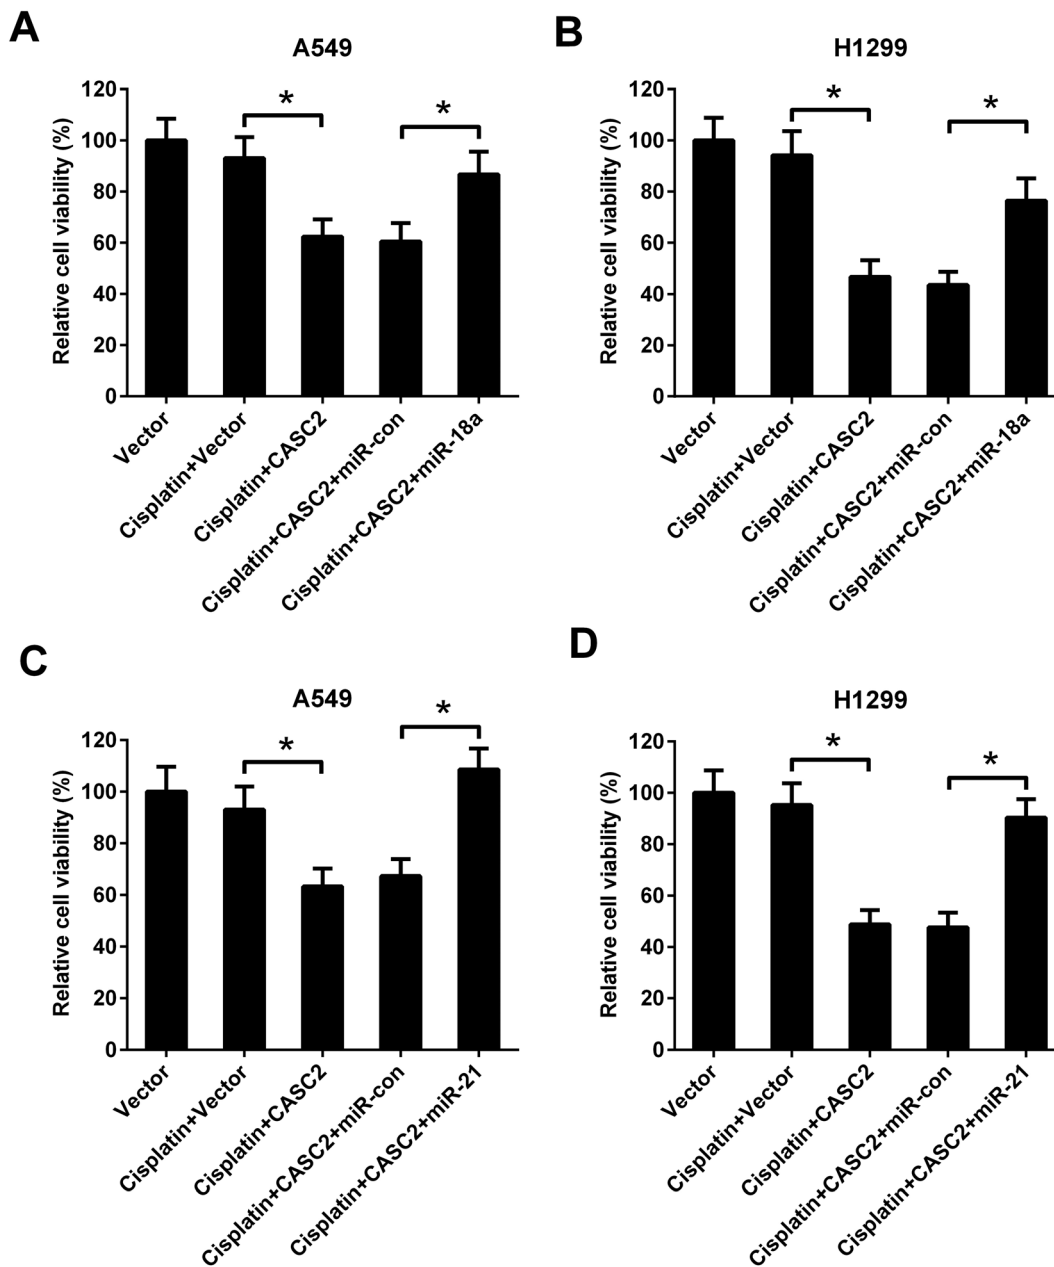 A
A549
Relative cell viability (%)
120
100
80
60
40
20
0
*
*
Vector
Cisplatin+Vector
Cisplatin+CASC2
Cisplatin+CASC2+miR-con
Cisplatin+CASC2+miR-18a
B
H1299
Relative cell viability (%)
120
100
80
60
40
20
0
*
*
Vector
Cisplatin+Vector
Cisplatin+CASC2
Cisplatin+CASC2+miR-con
Cisplatin+CASC2+miR-18a
C
A549
Relative cell viability (%)
120
100
80
60
40
20
0
*
*
Vector
Cisplatin+Vector
Cisplatin+CASC2
Cisplatin+CASC2+miR-con
Cisplatin+CASC2+miR-21
D
H1299
Relative cell viability (%)
120
100
80
60
40
20
0
*
*
Vector
Cisplatin+Vector
Cisplatin+CASC2
Cisplatin+CASC2+miR-con
Cisplatin+CASC2+miR-21